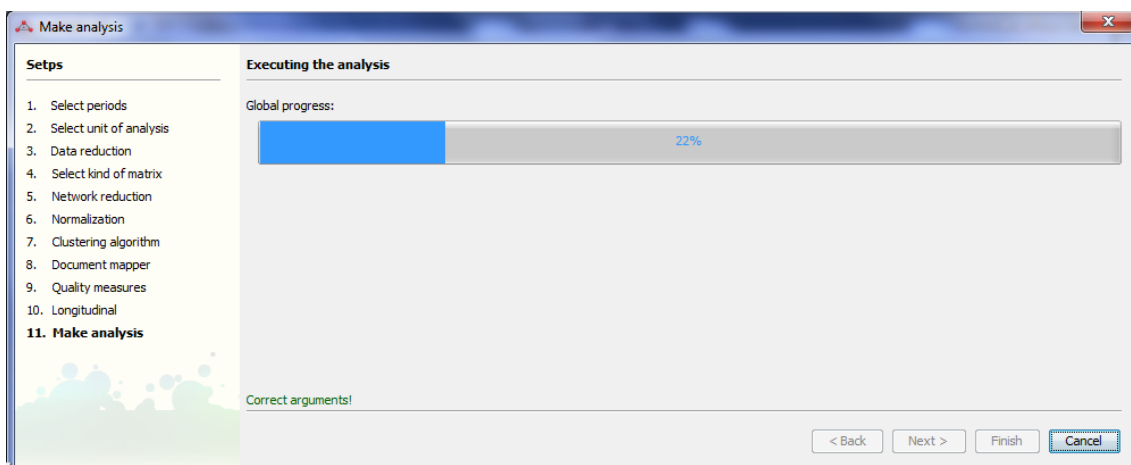 Make analysis
X
Setps
1. Select periods
2. Select unit of analysis
3. Data reduction
4. Select kind of matrix
5. Network reduction
6. Normalization
7. Clustering algorithm
8. Document mapper
9. Quality measures
10. Longitudinal
11. Make analysis
Executing the analysis
Global progress:
22%
Correct arguments!
< Back Next > Finish Cancel